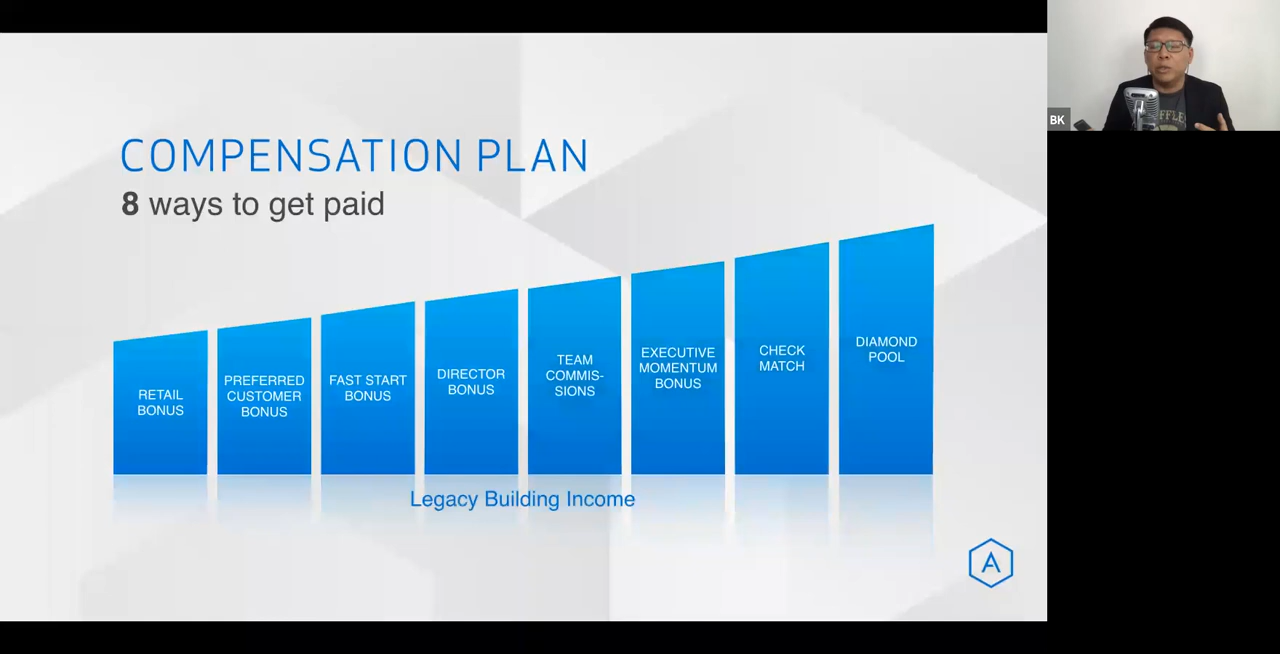 COMPENSATION PLAN
8 ways to get paid
RETAIL
BONUS
PREFERRED
CUSTOMER
BONUS
FAST START
BONUS
DIRECTOR
BONUS
TEAM
COMMIS-
SIONS
EXECUTIVE
MOMENTUM
BONUS
CHECK
MATCH
DIAMOND
POOL
Legacy Building Income
A
BK